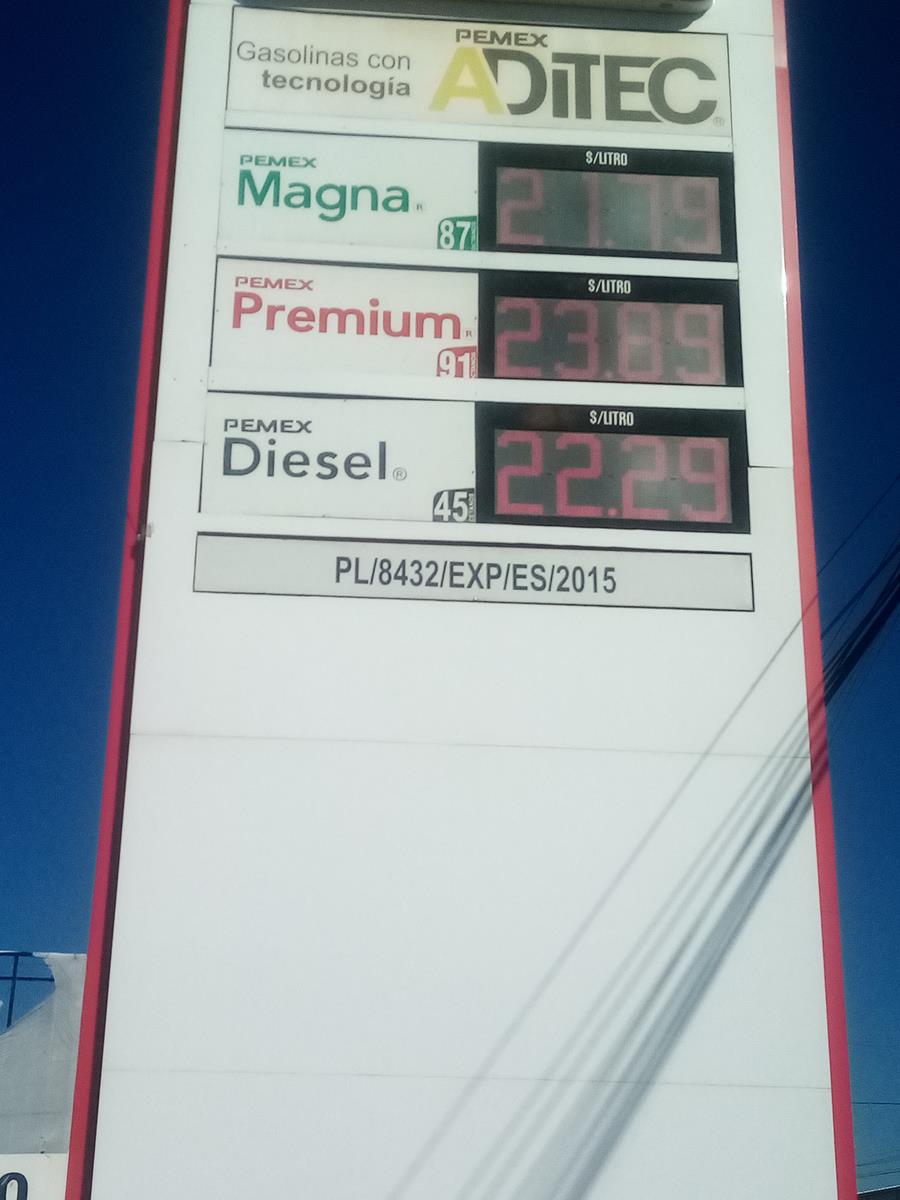 Gasolinas con
tecnología
PEMEX
ADiTEC®
PEMEX
Magna®
87
$/LITRO
21.79
PEMEX
Premium®
91
$/LITRO
23.89
PEMEX
Diesel®
45
$/LITRO
22.29
PL/8432/EXP/ES/2015